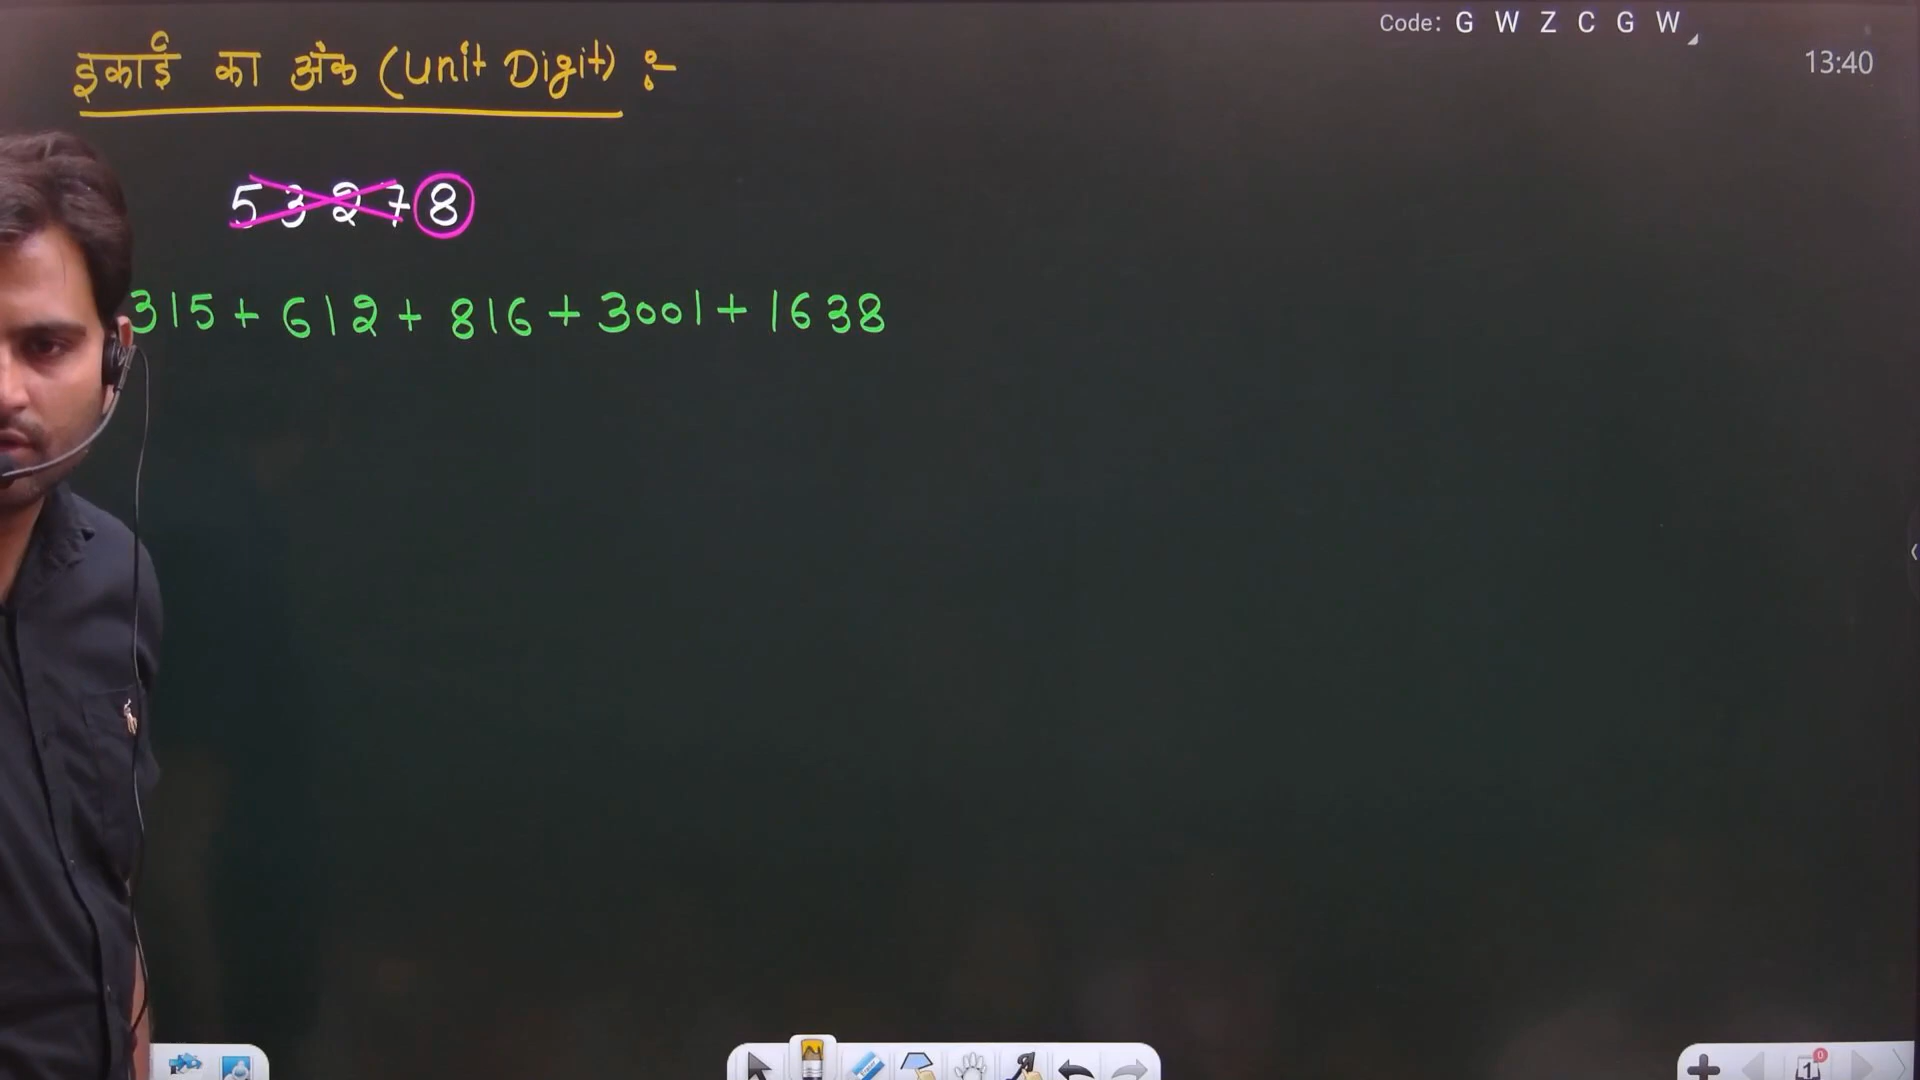 Code: G W Z C G W
13:40
इकाई का अंक (Unit Digit) :-
53278
315 + 612 + 816 + 3001 + 1638